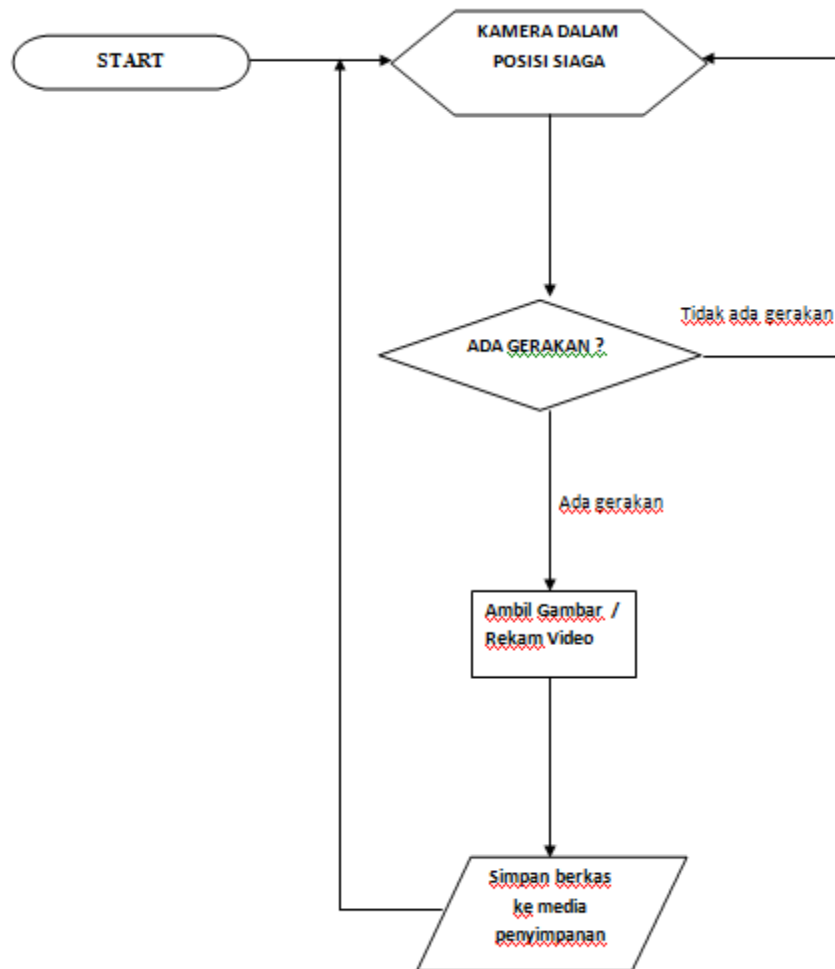 START
KAMERA DALAM
POSISI SIAGA
Tidak ada gerakan
ADA GERAKAN ?
Ada gerakan
Ambil Gambar /
Rekam Video
Simpan berkas
ke media
penyimpanan